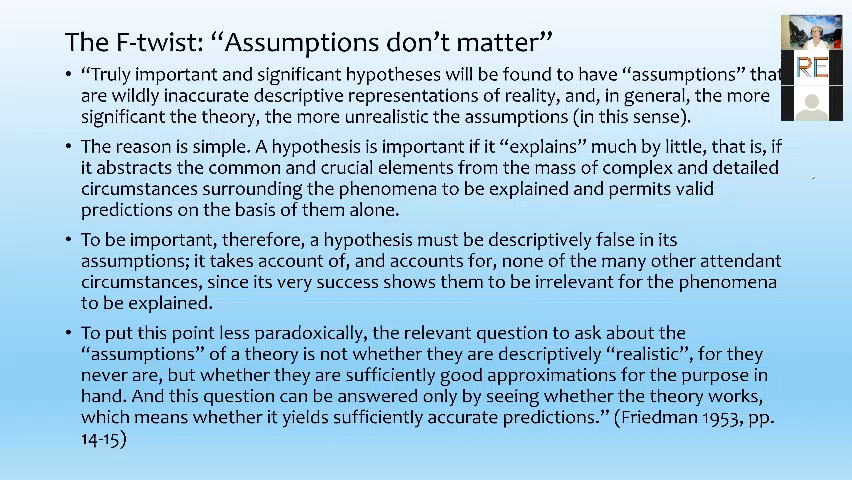 The F-twist: “Assumptions don’t matter”
• “Truly important and significant hypotheses will be found to have “assumptions” that
are wildly inaccurate descriptive representations of reality, and, in general, the more
significant the theory, the more unrealistic the assumptions (in this sense).
• The reason is simple. A hypothesis is important if it “explains” much by little, that is, if
it abstracts the common and crucial elements from the mass of complex and detailed
circumstances surrounding the phenomena to be explained and permits valid
predictions on the basis of them alone.
• To be important, therefore, a hypothesis must be descriptively false in its
assumptions; it takes account of, and accounts for, none of the many other attendant
circumstances, since its very success shows them to be irrelevant for the phenomena
to be explained.
• To put this point less paradoxically, the relevant question to ask about the
“assumptions” of a theory is not whether they are descriptively “realistic”, for they
never are, but whether they are sufficiently good approximations for the purpose in
hand. And this question can be answered only by seeing whether the theory works,
which means whether it yields sufficiently accurate predictions.” (Friedman 1953, pp.
14-15)
RE